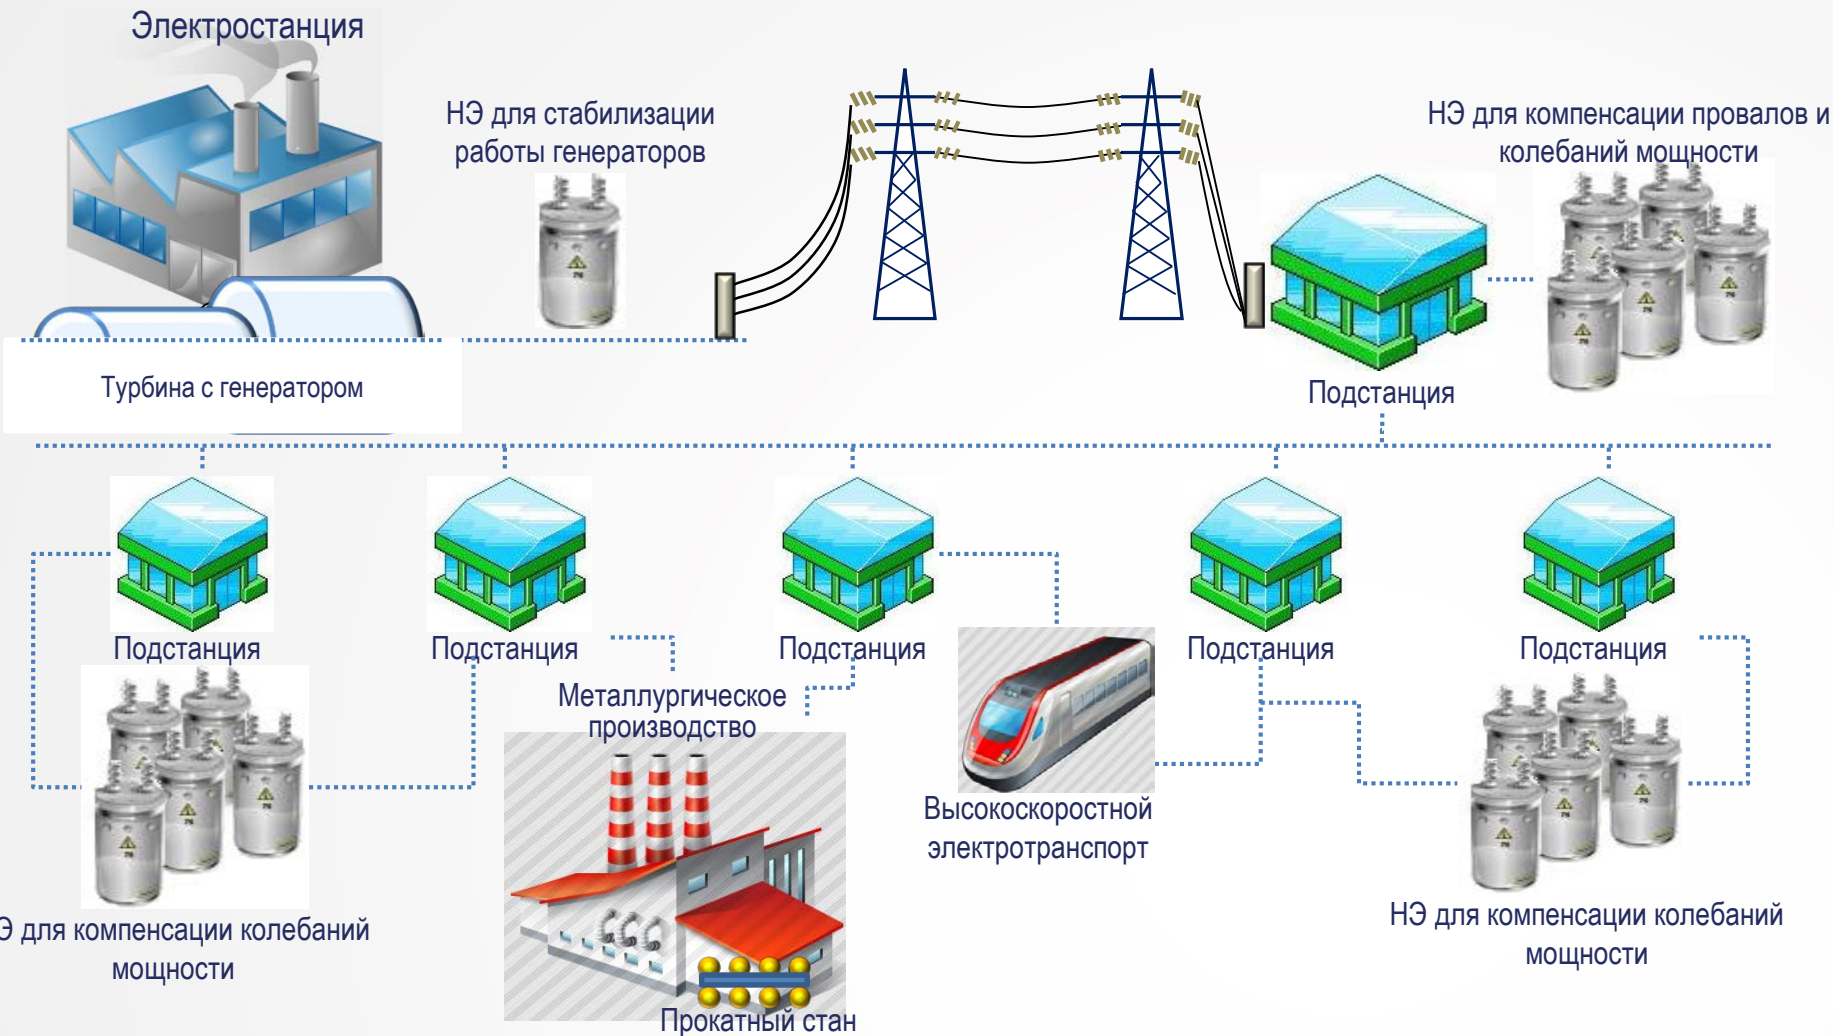 Электростанция
НЭ для стабилизации
работы генераторов
НЭ для компенсации провалов и
колебаний мощности
Турбина с генератором
Подстанция
Подстанция
Подстанция
Подстанция
Подстанция
Подстанция
Металлургическое
производство
Высокоскоростной
электротранспорт
Э для компенсации колебаний
мощности
НЭ для компенсации колебаний
мощности
Прокатный стан